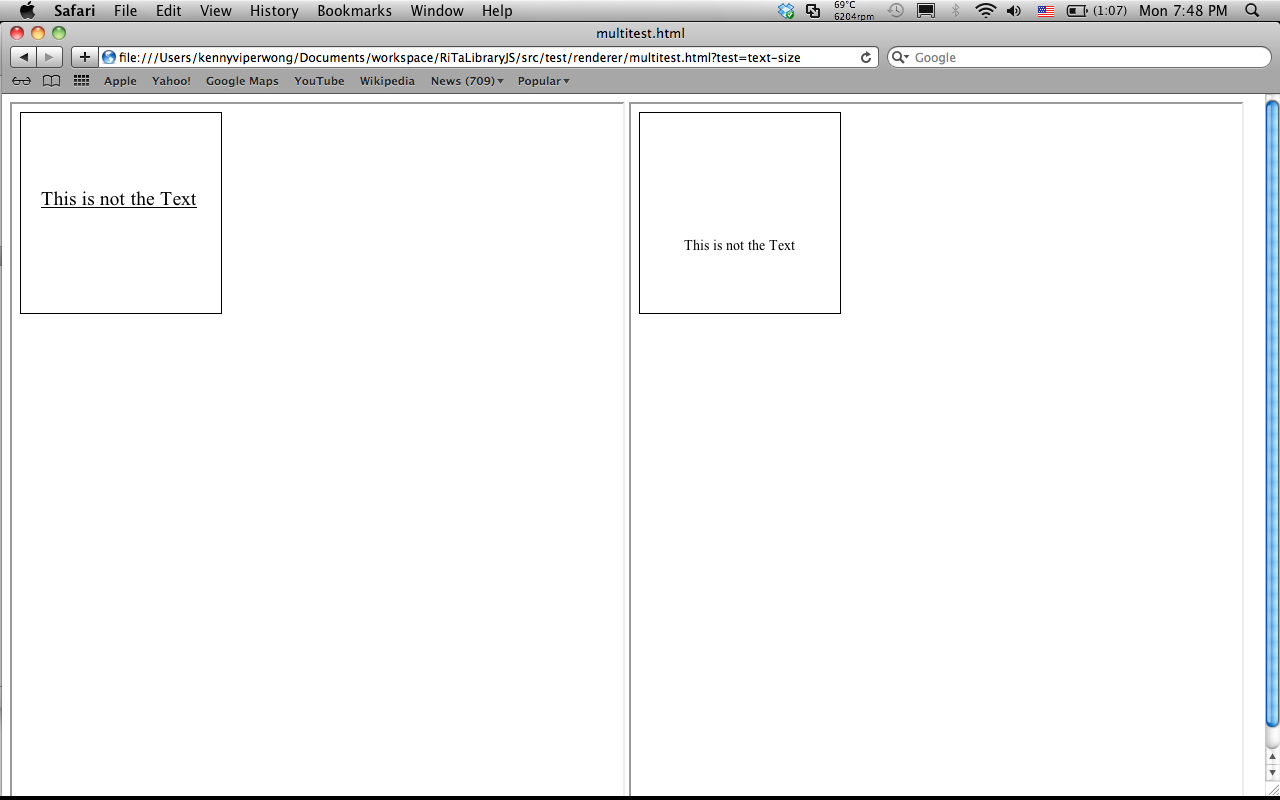 Safari File Edit View History Bookmarks Window Help 69°C 6204rpm (1:07) Mon 7:48 PM
multitest.html
file:///Users/kennyviperwong/Documents/workspace/RiTaLibraryJS/src/test/renderer/multitest.html?test=text-size Google
Apple Yahoo! Google Maps YouTube Wikipedia News (709) Popular
This is not the Text
This is not the Text